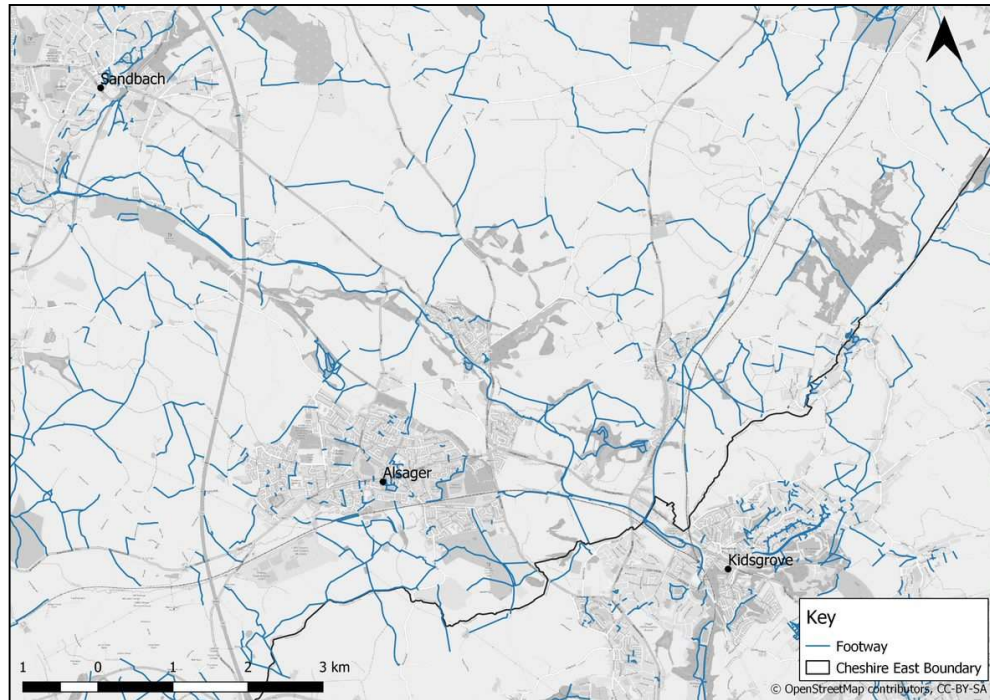 Sandbach
Alsager
Kidsgrove
Key
Footway
Cheshire East Boundary
1 0 1 2 3 km
© OpenStreetMap contributors, CC-BY-SA